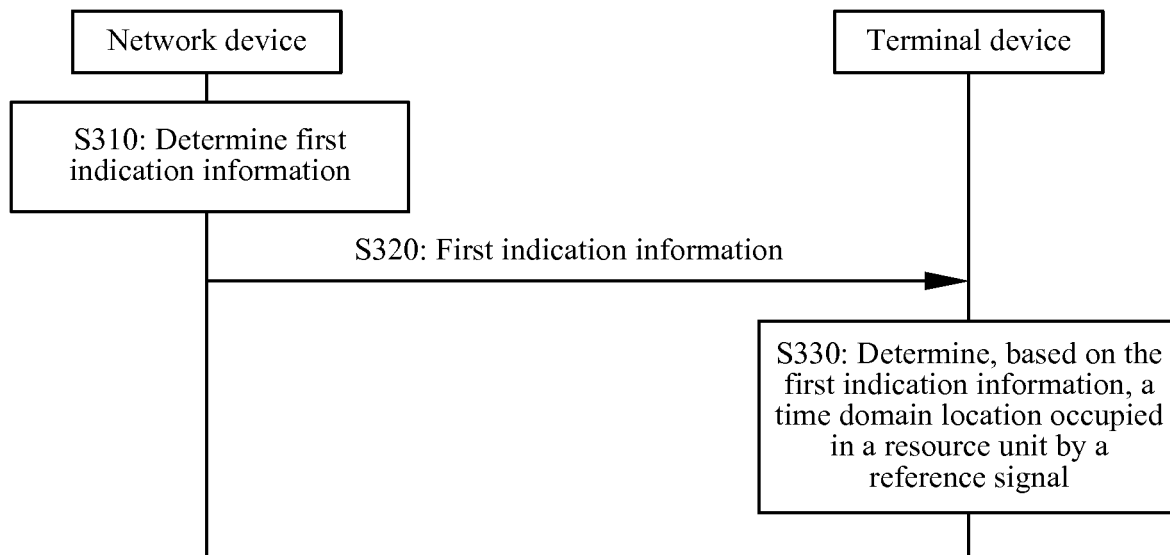 Network device
Terminal device
S310: Determine first
indication information
S320: First indication information
S330: Determine, based on the
first indication information, a
time domain location occupied
in a resource unit by a
reference signal